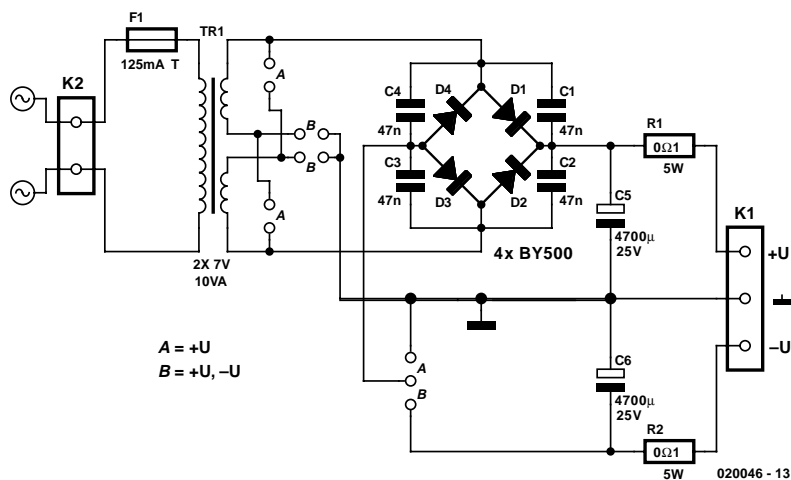 F1
125mA T
TR1
K2
A
B
B
A
2X 7V
10VA
C4
47n
D4
D1
C1
47n
C3
47n
D3
D2
C2
47n
4x BY500
R1
0Ω1
5W
C5
4700μ
25V
K1
+U
–U
A = +U
B = +U, –U
A
B
C6
4700μ
25V
R2
0Ω1
5W
020046 - 13